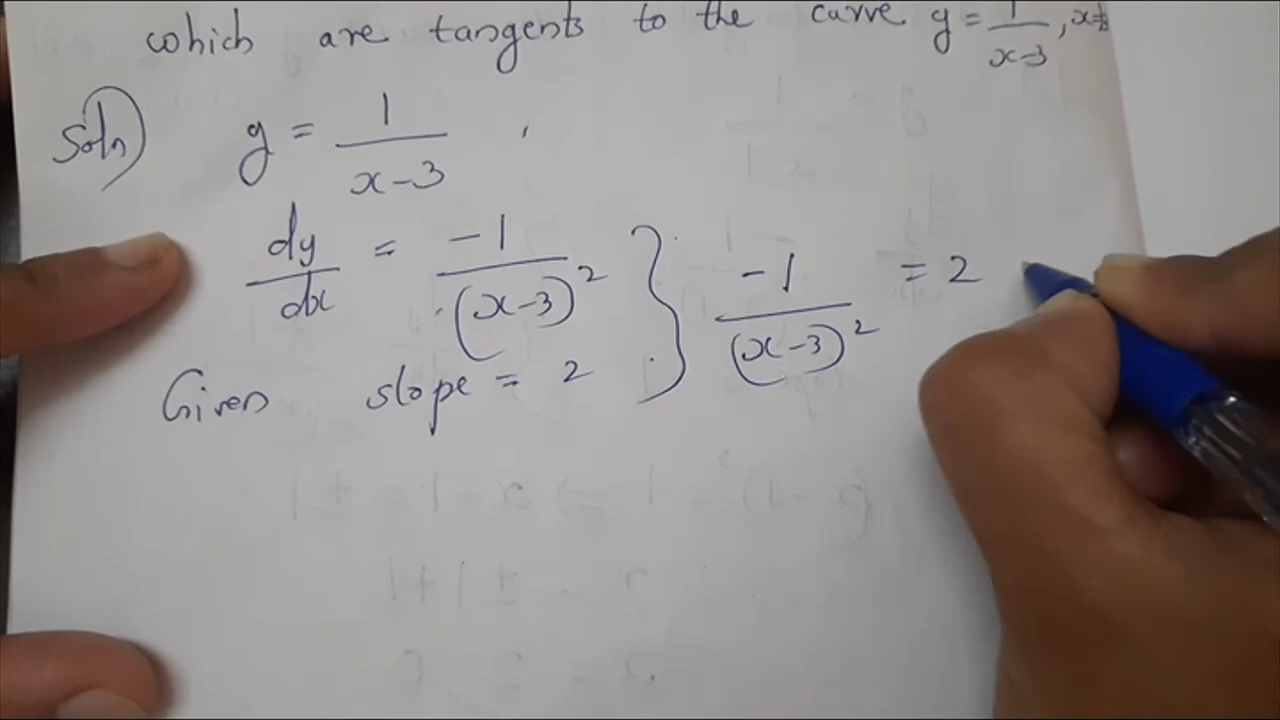 which are tangents to the curve y = 1/(x-3), x≠3
Soln) y = 1/(x-3) ,
dy/dx = -1/(x-3)² } -1/(x-3)² = 2
Given slope = 2